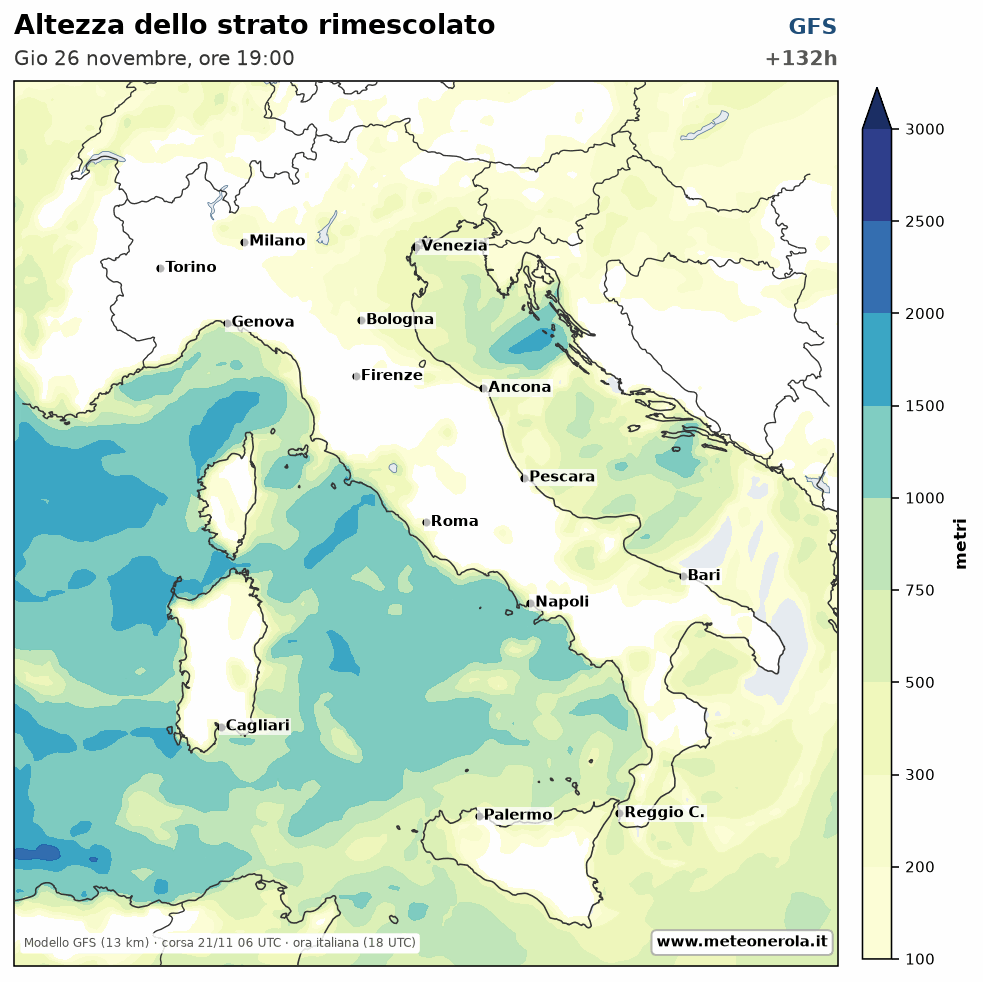 Altezza dello strato rimescolato
GFS
Gio 26 novembre, ore 19:00
+132h
Milano
Venezia
Torino
Genova
Bologna
Firenze
Ancona
Pescara
Roma
Bari
Napoli
Cagliari
Palermo
Reggio C.
3000
2500
2000
1500
1000
750
500
300
200
100
metri
Modello GFS (13 km) · corsa 21/11 06 UTC · ora italiana (18 UTC)
www.meteonerola.it